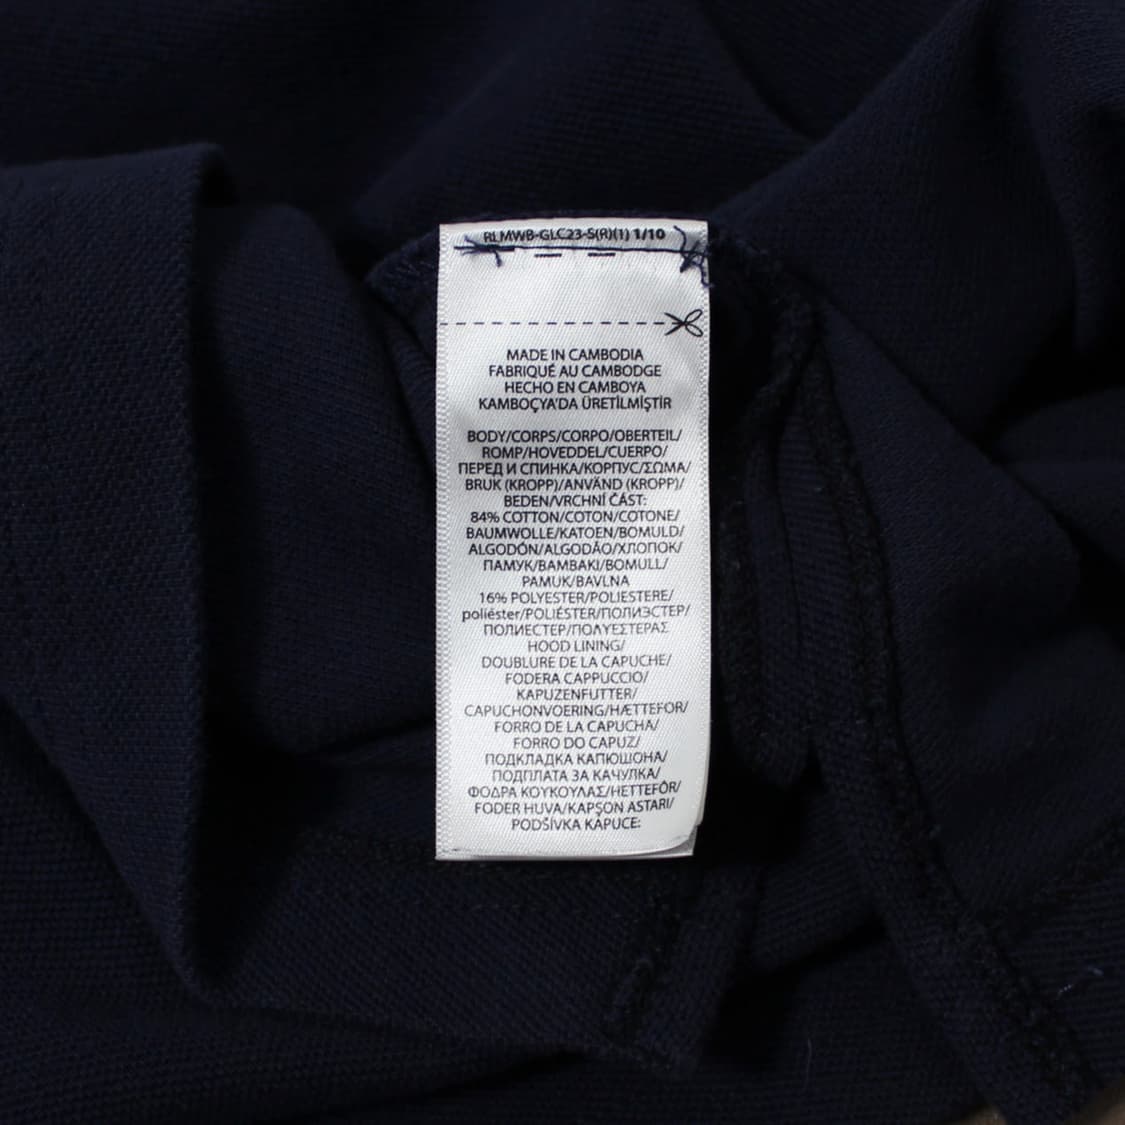 RLMWB-GLC23-S(R)(1) 1/10
MADE IN CAMBODIA
FABRIQUÉ AU CAMBODGE
HECHO EN CAMBOYA
KAMBOÇYA'DA ÜRETİLMİŞTİR
BODY/CORPS/CORPO/OBERTEIL/
ROMP/HOVEDDEL/CUERPO/
ПЕРЕД И СПИНКА/КОРПУС/ΣΩΜΑ/
BRUK (KROPP)/ANVÄND (KROPP)/
BEDEN/VRCHNÍ ČÁST:
84% COTTON/COTON/COTONE/
BAUMWOLLE/KATOEN/BOMULD/
ALGODÓN/ALGODÃO/ХЛОПОК/
ПАМУК/ΒΑΜΒΑΚΙ/BOMULL/
PAMUK/BAVLNA
16% POLYESTER/POLIESTERE/
poliéster/POLIÉSTER/ПОЛИЭСТЕР/
ПОЛИЕСТЕР/ΠΟΛΥΕΣΤΕΡΑΣ
HOOD LINING/
DOUBLURE DE LA CAPUCHE/
FODERA CAPPUCCIO/
KAPUZENFUTTER/
CAPUCHONVOERING/HÆTTEFOR/
FORRO DE LA CAPUCHA/
FORRO DO CAPUZ/
ПОДКЛАДКА КАПЮШОНА/
ПОДПЛАТА ЗА КАЧУЛКА/
ΦΟΔΡΑ ΚΟΥΚΟΥΛΑΣ/HETTEFÔR/
FODER HUVA/KAPŞON ASTARI/
PODŠÍVKA KAPUCE: